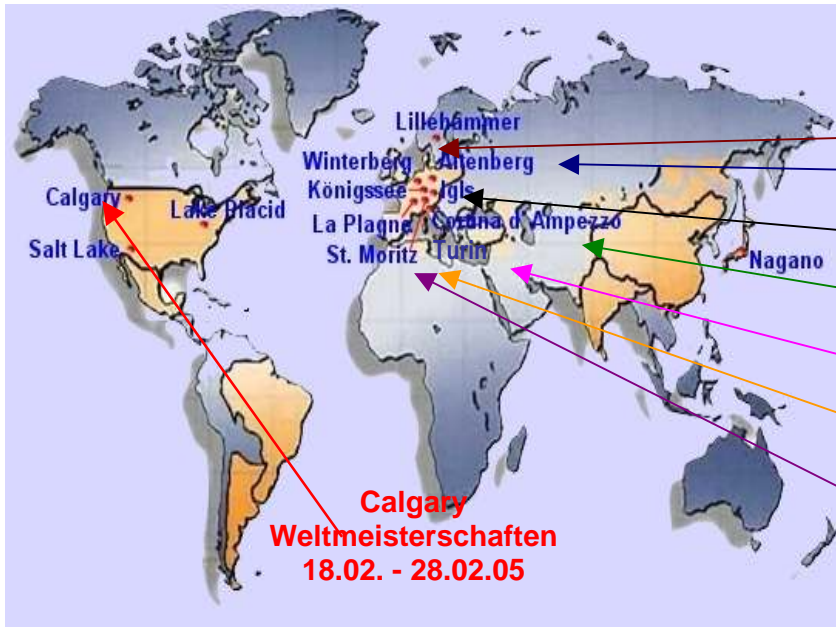 Lillehammer
Winterberg Altenberg
Calgary Königssee Igls
Lake Placid
La Plagne Cortina d´Ampezzo
Salt Lake St. Moritz Turin
Nagano
Calgary
Weltmeisterschaften
18.02. - 28.02.05